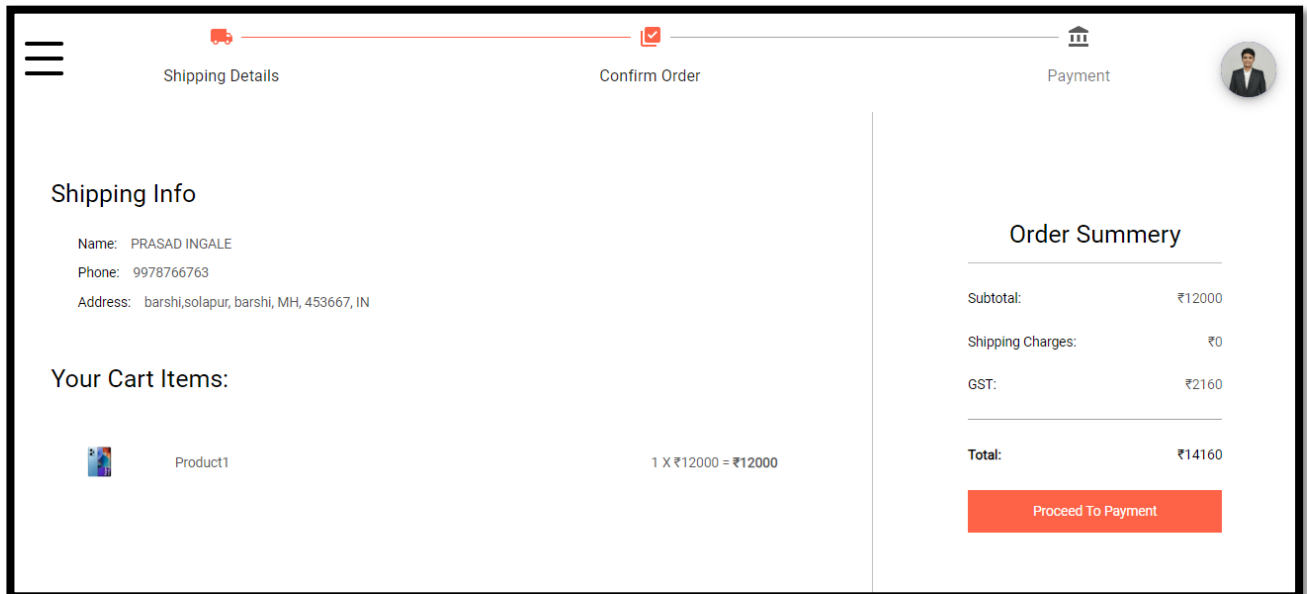 Shipping Details
Confirm Order
Payment
Shipping Info
Name: PRASAD INGALE
Phone: 9978766763
Address: barshi,solapur, barshi, MH, 453667, IN
Your Cart Items:
Product1 1 X ₹12000 = ₹12000
Order Summery
Subtotal: ₹12000
Shipping Charges: ₹0
GST: ₹2160
Total: ₹14160
Proceed To Payment